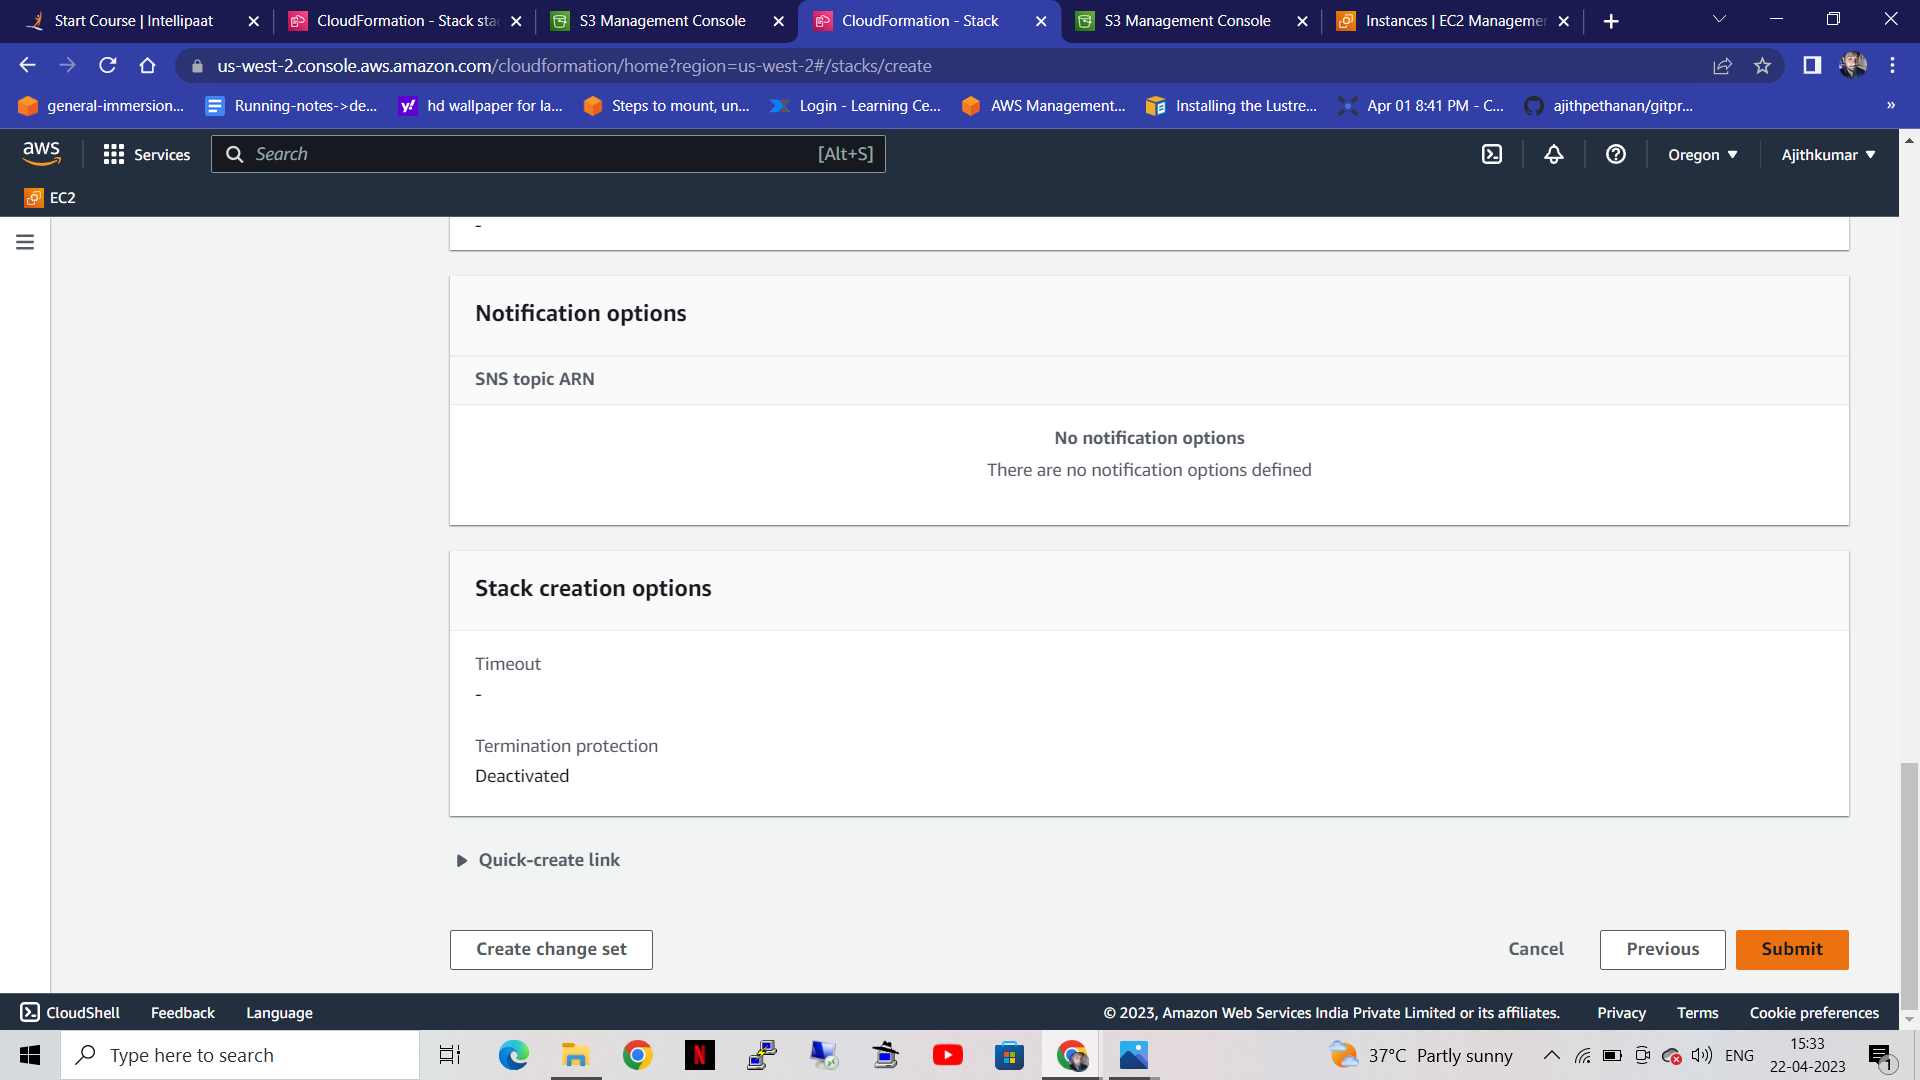 Start Course | Intellipaat
CloudFormation - Stack sta
S3 Management Console
CloudFormation - Stack
S3 Management Console
Instances | EC2 Managemen
us-west-2.console.aws.amazon.com/cloudformation/home?region=us-west-2#/stacks/create
general-immersion...
Running-notes->de...
hd wallpaper for la...
Steps to mount, un...
Login - Learning Ce...
AWS Management...
Installing the Lustre...
Apr 01 8:41 PM - C...
ajithpethanan/gitpr...
»
aws
Services
Search
[Alt+S]
Oregon
Ajithkumar
EC2
-
Notification options
SNS topic ARN
No notification options
There are no notification options defined
Stack creation options
Timeout
-
Termination protection
Deactivated
Quick-create link
Create change set
Cancel
Previous
Submit
CloudShell
Feedback
Language
© 2023, Amazon Web Services India Private Limited or its affiliates.
Privacy
Terms
Cookie preferences
Type here to search
37°C Partly sunny
ENG
15:33
22-04-2023
1